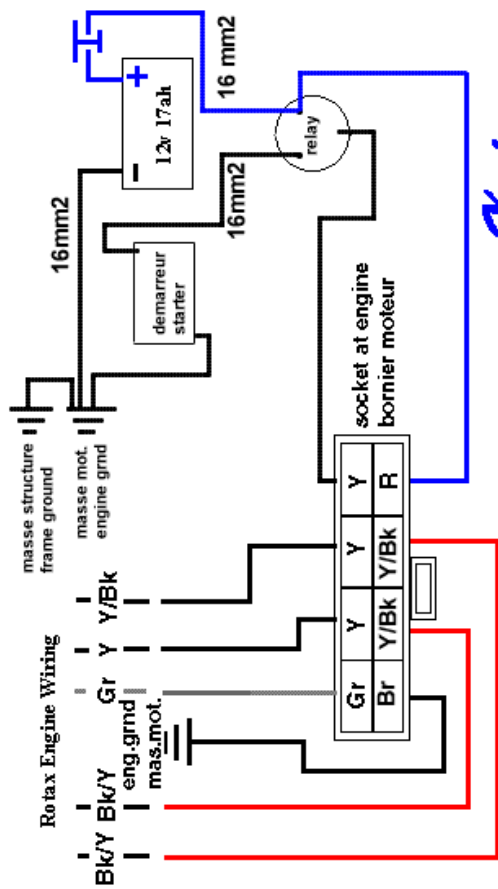 16 mm2
+
12v 17ah
-
16mm2
relay
16mm2
demarreur
starter
masse structure
frame ground
masse mot.
engine grnd
socket at engine
bornier moteur
Rotax Engine Wiring
Bk/Y
Bk/Y
Gr
Y
Y/Bk
eng.grnd
mas.mot.
Gr
Y
Y
Y
Br
Y/Bk
Y/Bk
R